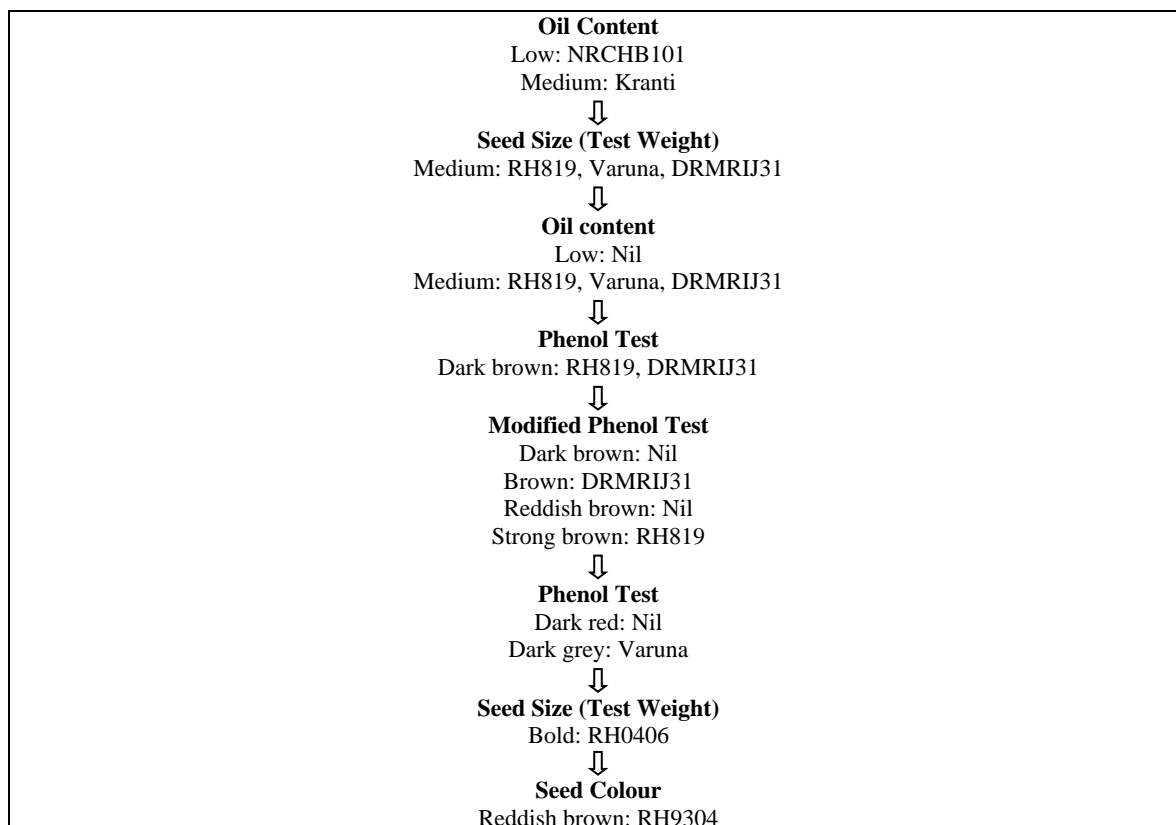 Oil Content
Low: NRCHB101
Medium: Kranti
Seed Size (Test Weight)
Medium: RH819, Varuna, DRMRIJ31
Oil content
Low: Nil
Medium: RH819, Varuna, DRMRIJ31
Phenol Test
Dark brown: RH819, DRMRIJ31
Modified Phenol Test
Dark brown: Nil
Brown: DRMRIJ31
Reddish brown: Nil
Strong brown: RH819
Phenol Test
Dark red: Nil
Dark grey: Varuna
Seed Size (Test Weight)
Bold: RH0406
Seed Colour
Reddish brown: RH9304